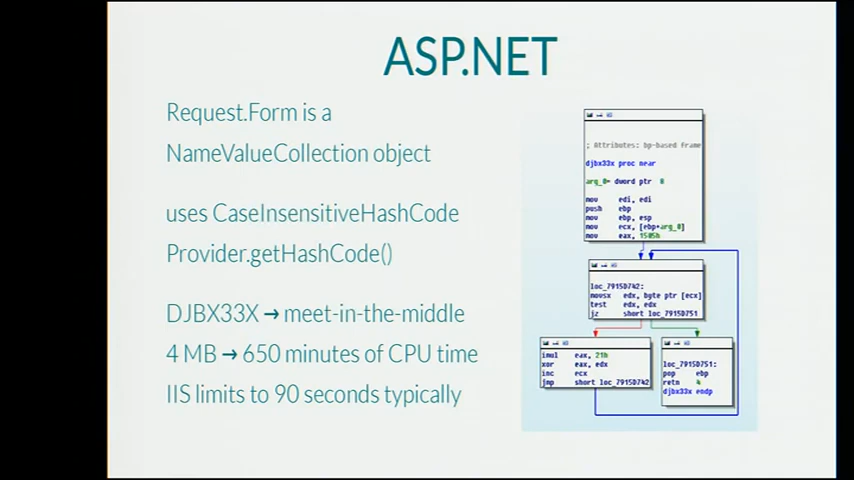 ASP.NET
Request.Form is a
NameValueCollection object
uses CaseInsensitiveHashCode
Provider.getHashCode()
DJBX33X → meet-in-the-middle
4 MB → 650 minutes of CPU time
IIS limits to 90 seconds typically
; Attributes: bp-based frame
djbx33x proc near
arg_0= dword ptr 8
mov edi, edi
push ebp
mov ebp, esp
mov ecx, [ebp+arg_0]
mov eax, 1505h
loc_7915D742:
movsx edx, byte ptr [ecx]
test edx, edx
jz short loc_7915D751
imul eax, 21h
xor eax, edx
inc ecx
jmp short loc_7915D742
loc_7915D751:
pop ebp
retn 4
djbx33x endp